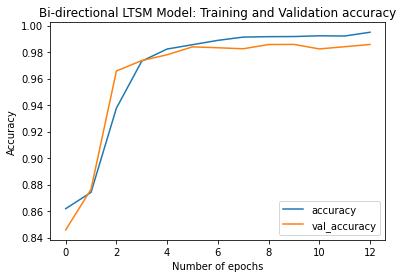 Bi-directional LTSM Model: Training and Validation accuracy
1.00
0.98
0.96
0.94
0.92
0.90
0.88
0.86
0.84
Accuracy
accuracy
val_accuracy
0 2 4 6 8 10 12
Number of epochs